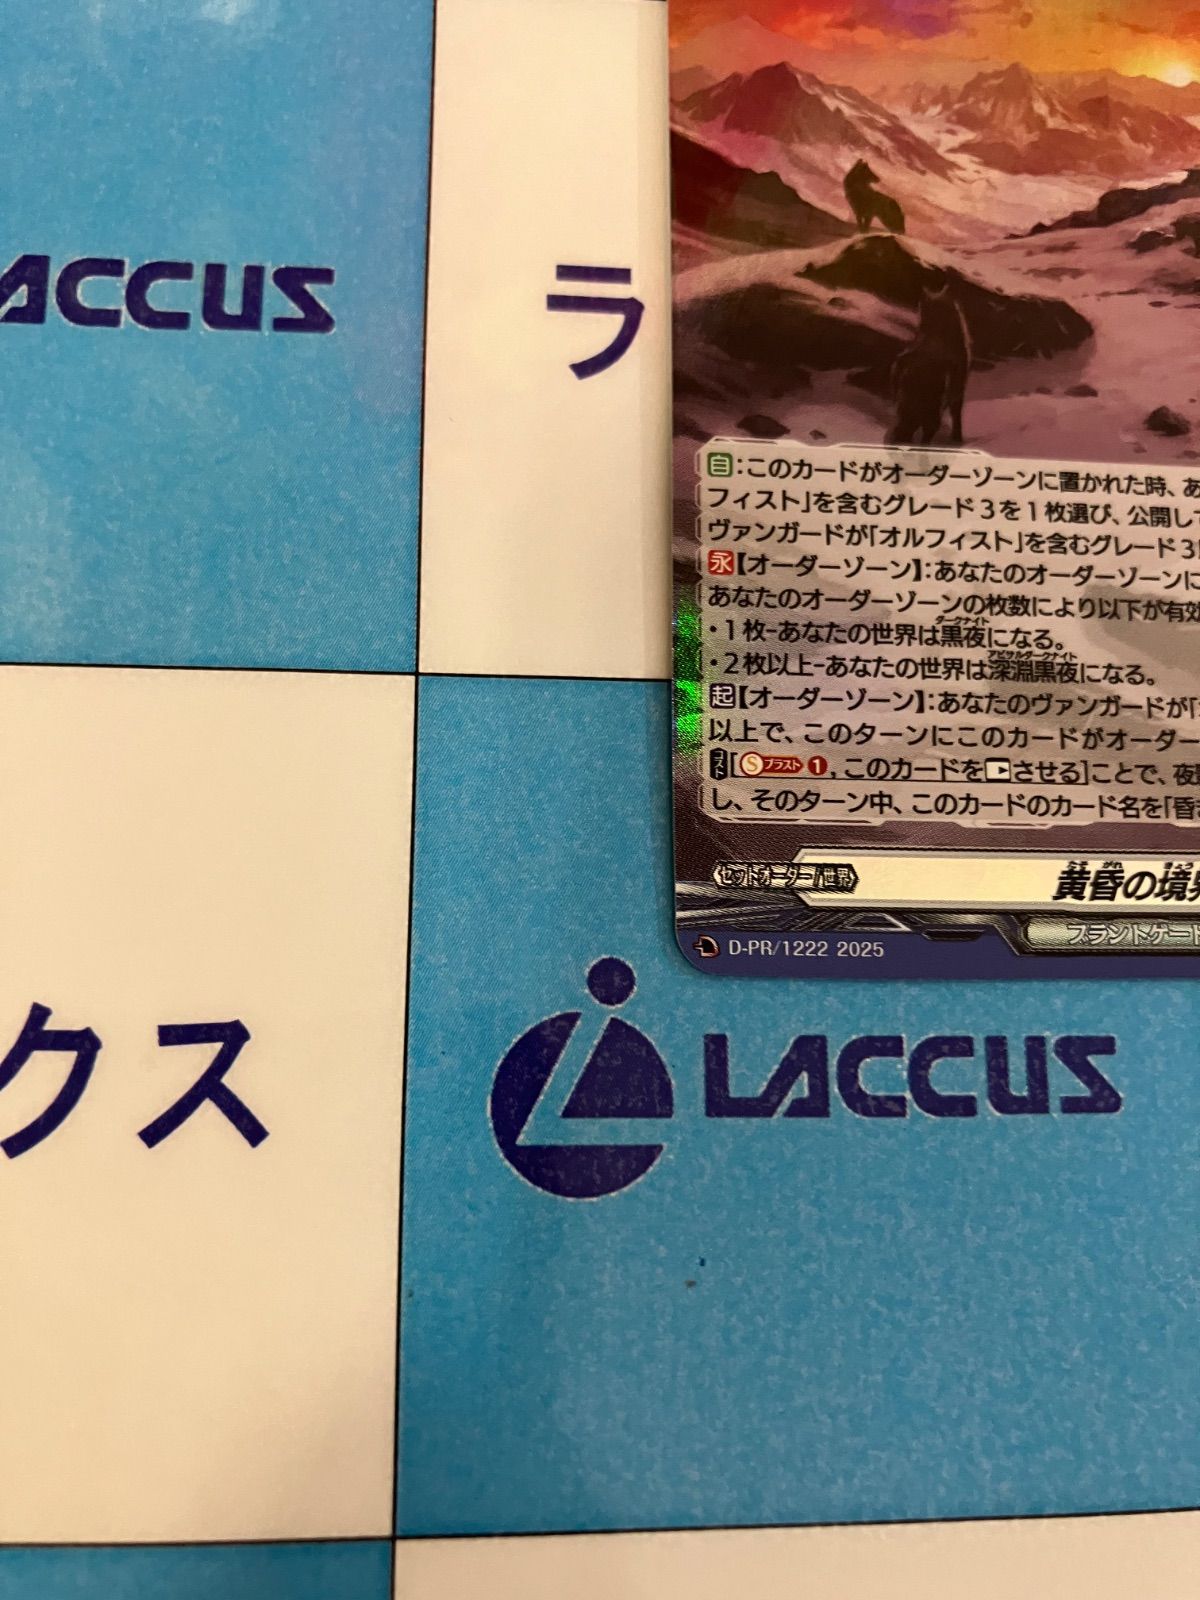 ACCUS
ラ
自:このカードがオーダーゾーンに置かれた時、あ
フィスト」を含むグレード3を1枚選び、公開して
ヴァンガードが「オルフィスト」を含むグレード3
永【オーダーゾーン】:あなたのオーダーゾーンに
あなたのオーダーゾーンの枚数により以下が有効
ダークナイト
・1枚-あなたの世界は黒夜になる。
アビサルダークナイト
・2枚以上-あなたの世界は深淵黒夜になる。
起【オーダーゾーン】:あなたのヴァンガードが「
以上で、このターンにこのカードがオーダー
コスト[Sブラスト1, このカードを させる]ことで、夜
し、そのターン中、このカードのカード名を「昏
セットオーダー/世界
たそ がれ きょう
黄昏の境界
ブラントゲート
D-PR/1222 2025
クス
LACCUS